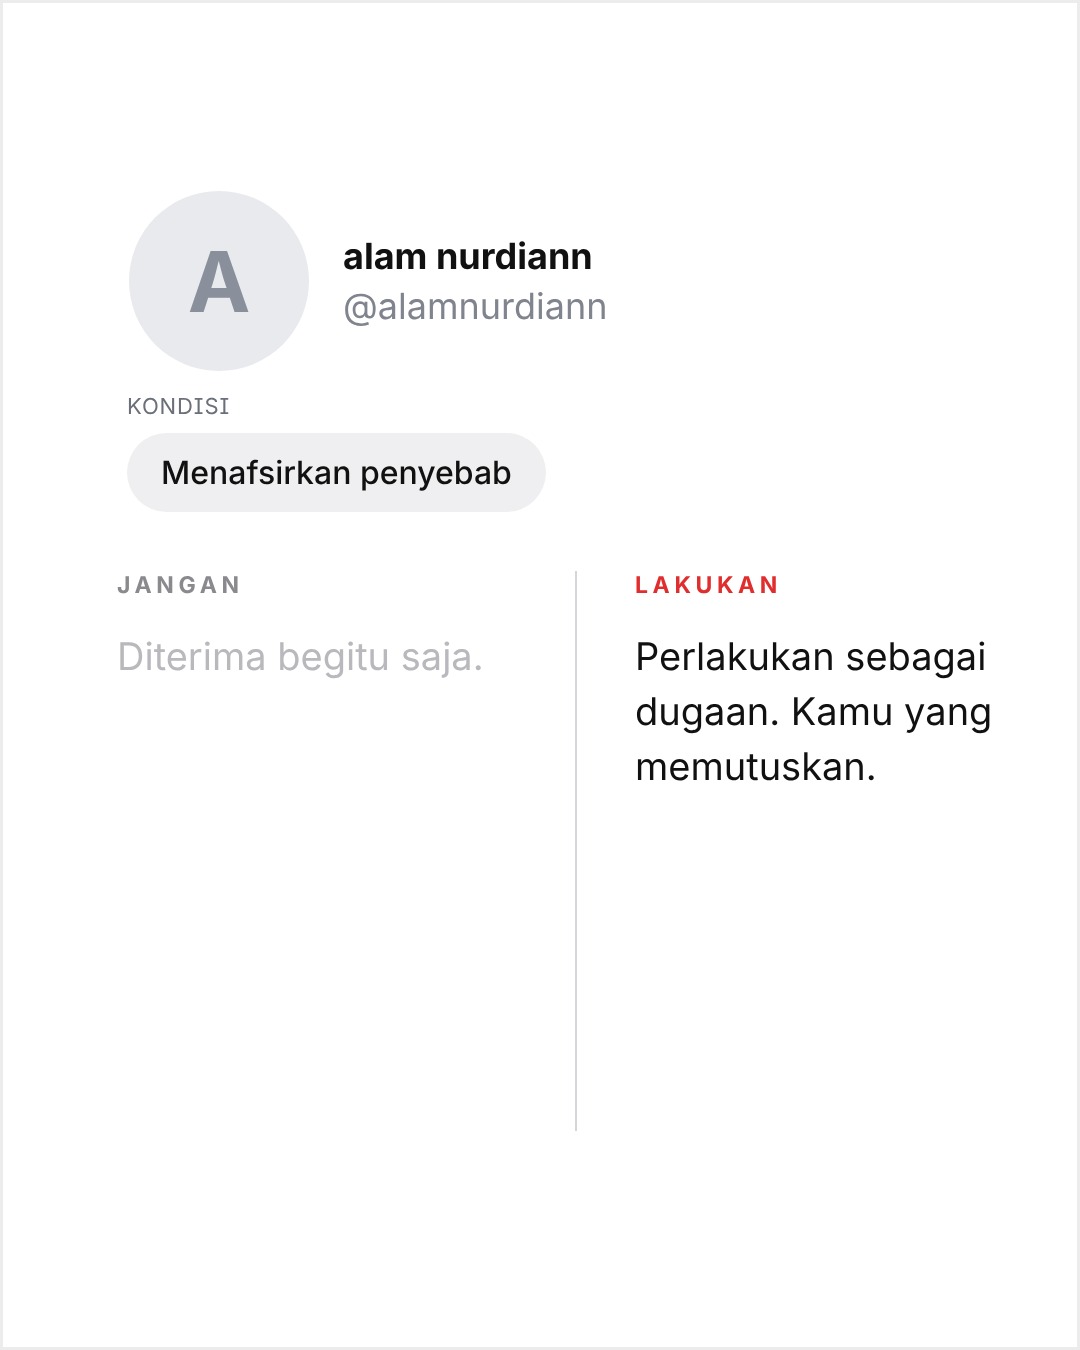 A
alam nurdiann
@alamnurdiann
KONDISI
Menafsirkan penyebab
JANGAN
Diterima begitu saja.
LAKUKAN
Perlakukan sebagai
dugaan. Kamu yang
memutuskan.